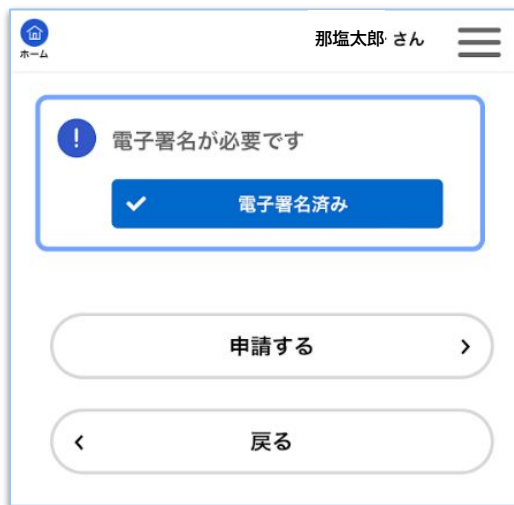 ホーム
那塩太郎 さん
電子署名が必要です
電子署名済み
申請する
戻る